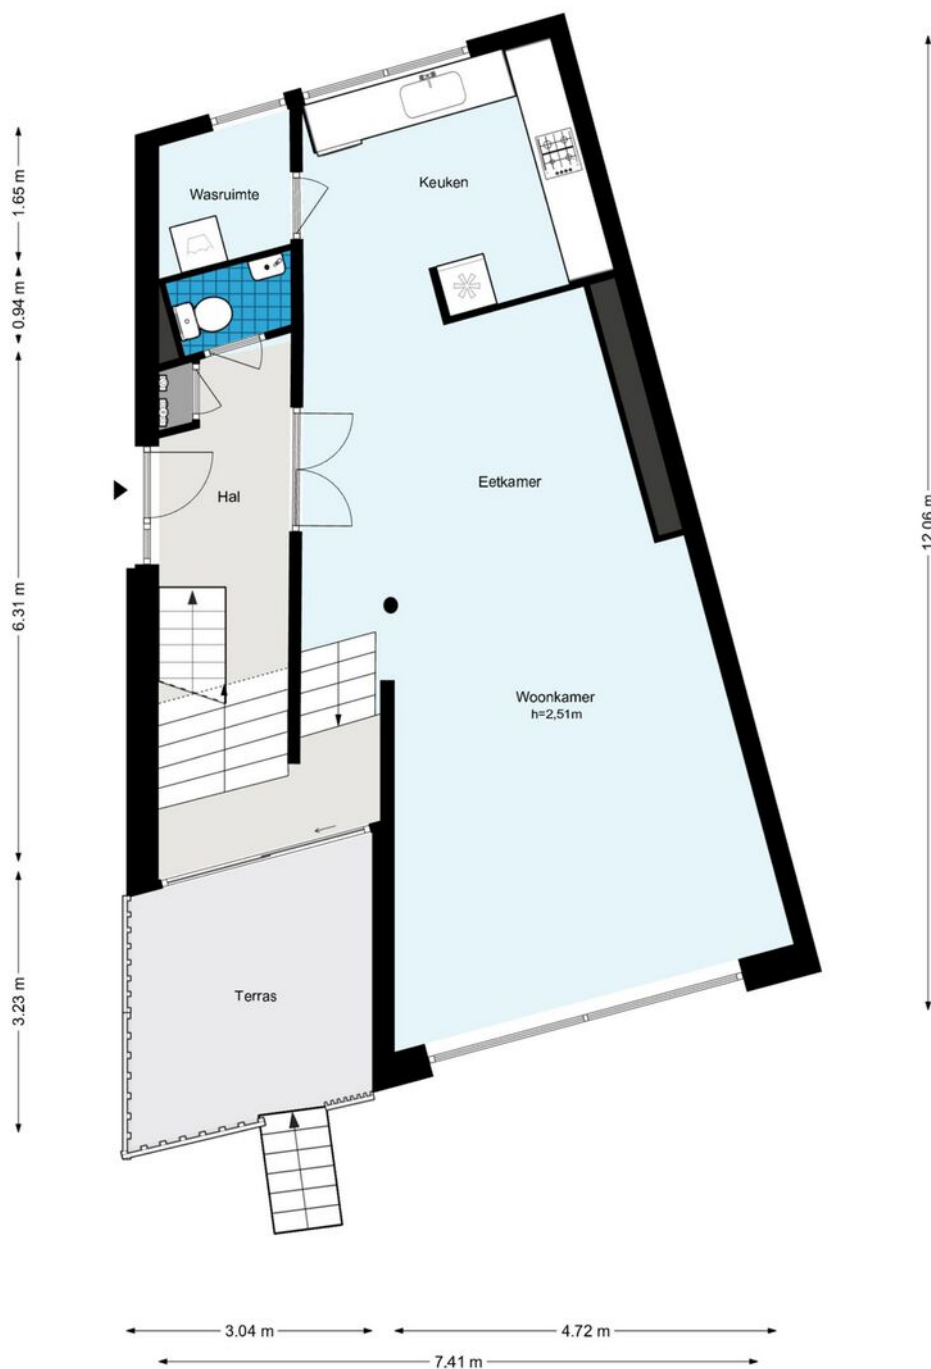 1.65 m
Wasruimte
Keuken
0.94 m
6.31 m
Hal
Eetkamer
12.06 m
Woonkamer
h=2,51m
3.23 m
Terras
3.04 m
4.72 m
7.41 m